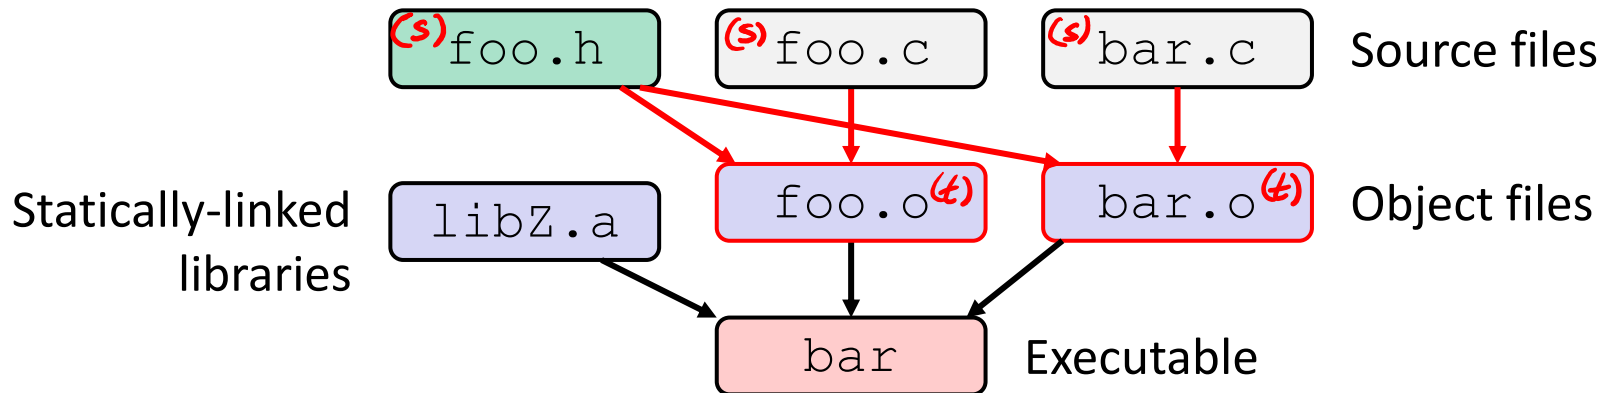 (s) foo.h (s) foo.c (s) bar.c Source files
Statically-linked libraries
libZ.a foo.o (t) bar.o (t) Object files
bar Executable